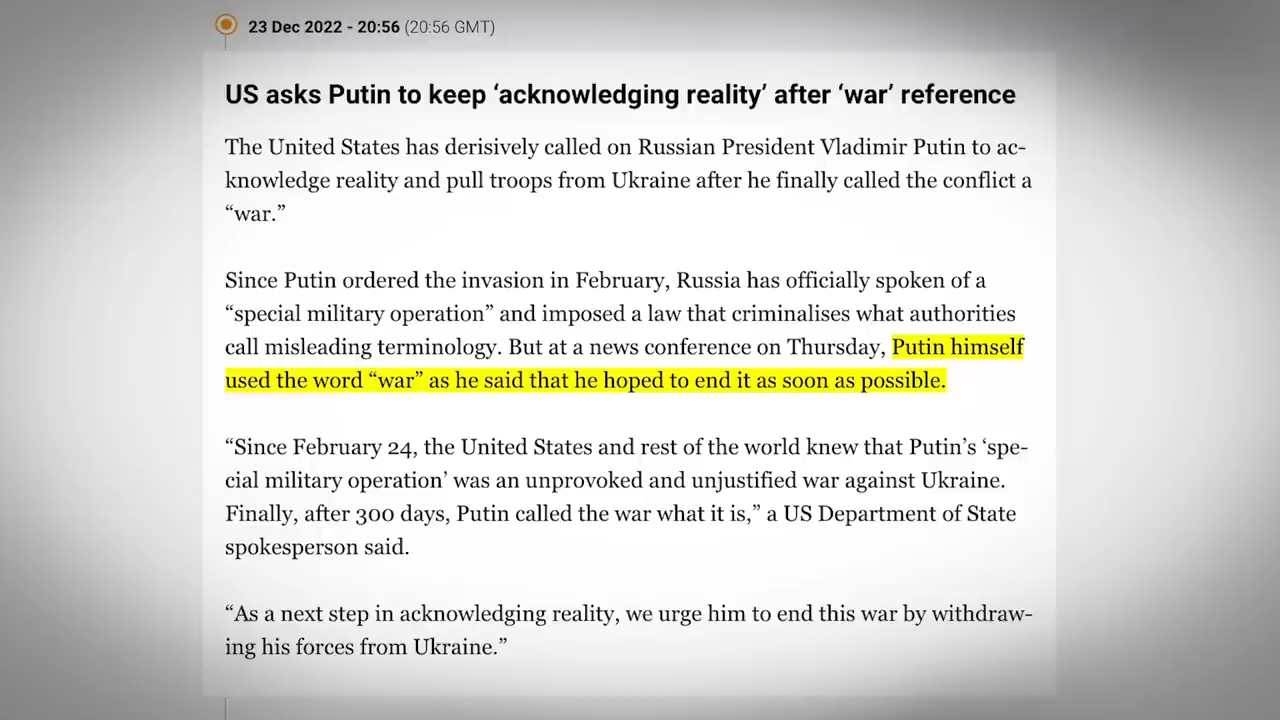 23 Dec 2022 - 20:56 (20:56 GMT)
US asks Putin to keep ‘acknowledging reality’ after ‘war’ reference
The United States has derisively called on Russian President Vladimir Putin to ac-
knowledge reality and pull troops from Ukraine after he finally called the conflict a
“war.”
Since Putin ordered the invasion in February, Russia has officially spoken of a
“special military operation” and imposed a law that criminalises what authorities
call misleading terminology. But at a news conference on Thursday, Putin himself
used the word “war” as he said that he hoped to end it as soon as possible.
“Since February 24, the United States and rest of the world knew that Putin’s ‘spe-
cial military operation’ was an unprovoked and unjustified war against Ukraine.
Finally, after 300 days, Putin called the war what it is,” a US Department of State
spokesperson said.
“As a next step in acknowledging reality, we urge him to end this war by withdraw-
ing his forces from Ukraine.”